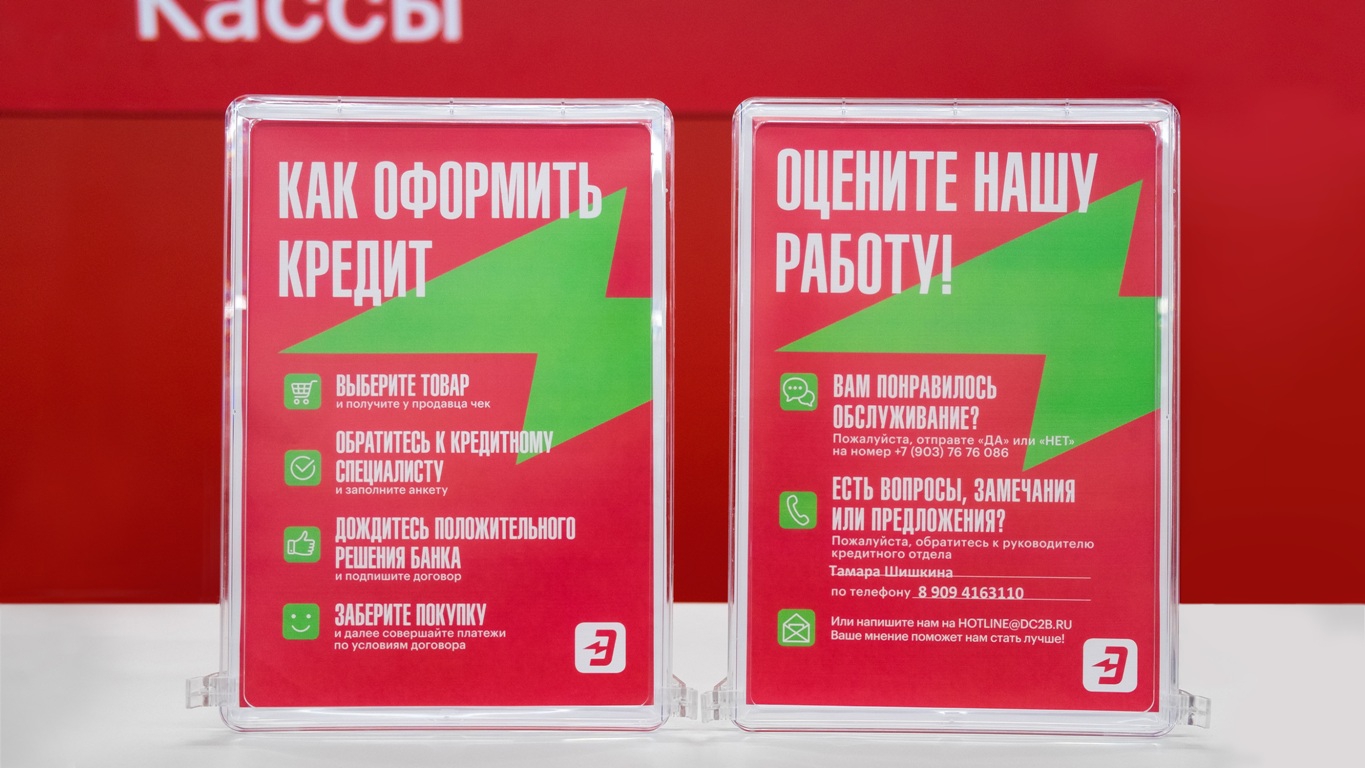 Кассы
КАК ОФОРМИТЬ
КРЕДИТ
ВЫБЕРИТЕ ТОВАР
и получите у продавца чек
ОБРАТИТЕСЬ К КРЕДИТНОМУ
СПЕЦИАЛИСТУ
и заполните анкету
ДОЖДИТЕСЬ ПОЛОЖИТЕЛЬНОГО
РЕШЕНИЯ БАНКА
и подпишите договор
ЗАБЕРИТЕ ПОКУПКУ
и далее совершайте платежи
по условиям договора
Э
ОЦЕНИТЕ НАШУ
РАБОТУ!
ВАМ ПОНРАВИЛОСЬ
ОБСЛУЖИВАНИЕ?
Пожалуйста, отправте «ДА» или «НЕТ»
на номер +7 (903) 76 76 086
ЕСТЬ ВОПРОСЫ, ЗАМЕЧАНИЯ
ИЛИ ПРЕДЛОЖЕНИЯ?
Пожалуйста, обратитесь к руководителю
кредитного отдела
Тамара Шишкина
по телефону 8 909 4163110
Или напишите нам на HOTLINE@DC2B.RU
Ваше мнение поможет нам стать лучше!
Э